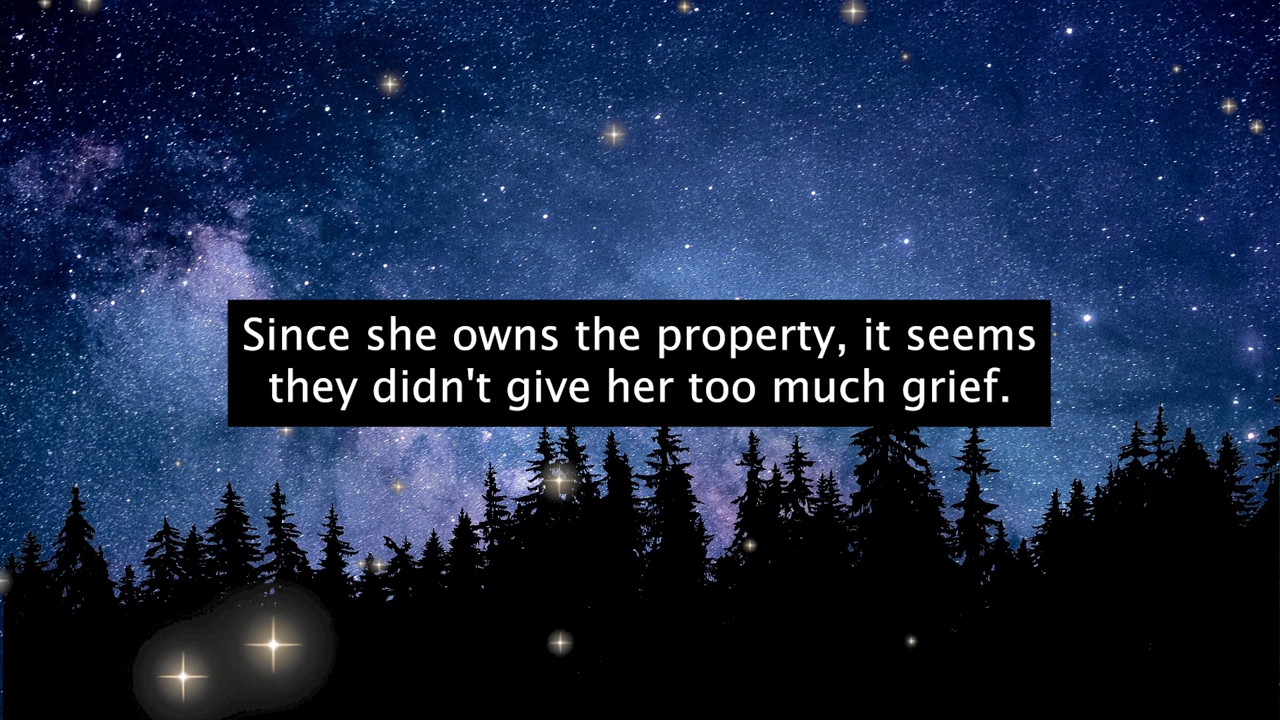 Since she owns the property, it seems
they didn't give her too much grief.